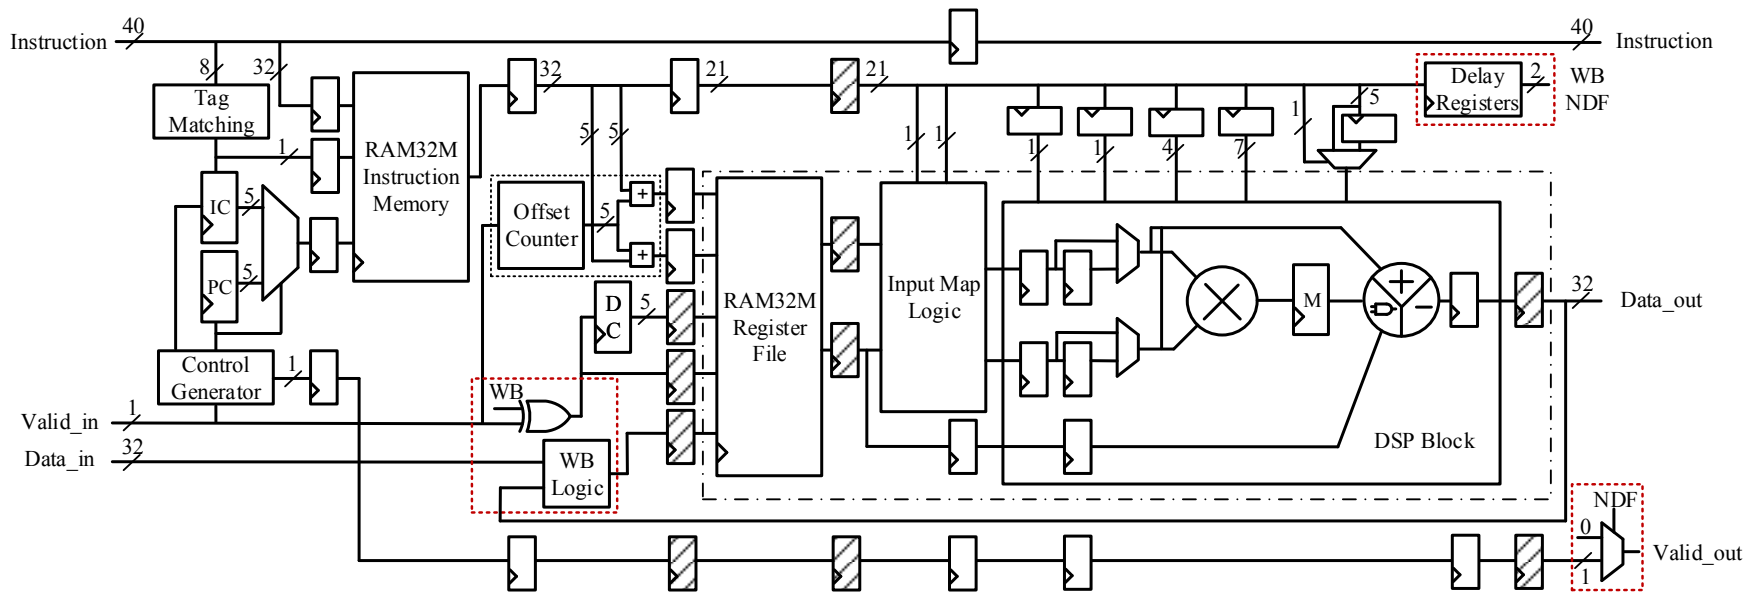 40
40
Instruction
Instruction
8
32
32
21
21
Delay
Registers
2
WB
NDF
Tag
Matching
1
RAM32M
Instruction
Memory
5
5
1
1
1
1
4
7
1
5
IC
5
PC
5
Offset
Counter
5
+
+
D
C
5
RAM32M
Register
File
Input Map
Logic
M
+
−
32
Data_out
DSP Block
Control
Generator
1
Valid_in
1
WB
Data_in
32
WB
Logic
NDF
0
1
Valid_out